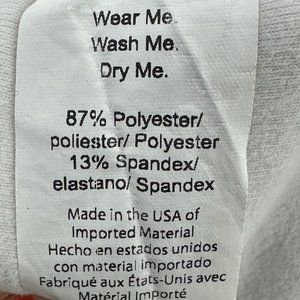 Wear Me.
Wash Me.
Dry Me.
87% Polyester/
poliester/ Polyester
13% Spandex/
elastano/ Spandex
Made in the USA of
Imported Material
Hecho en estados unidos
con material importado
Fabriqué aux États-Unis avec
Matérial Importé